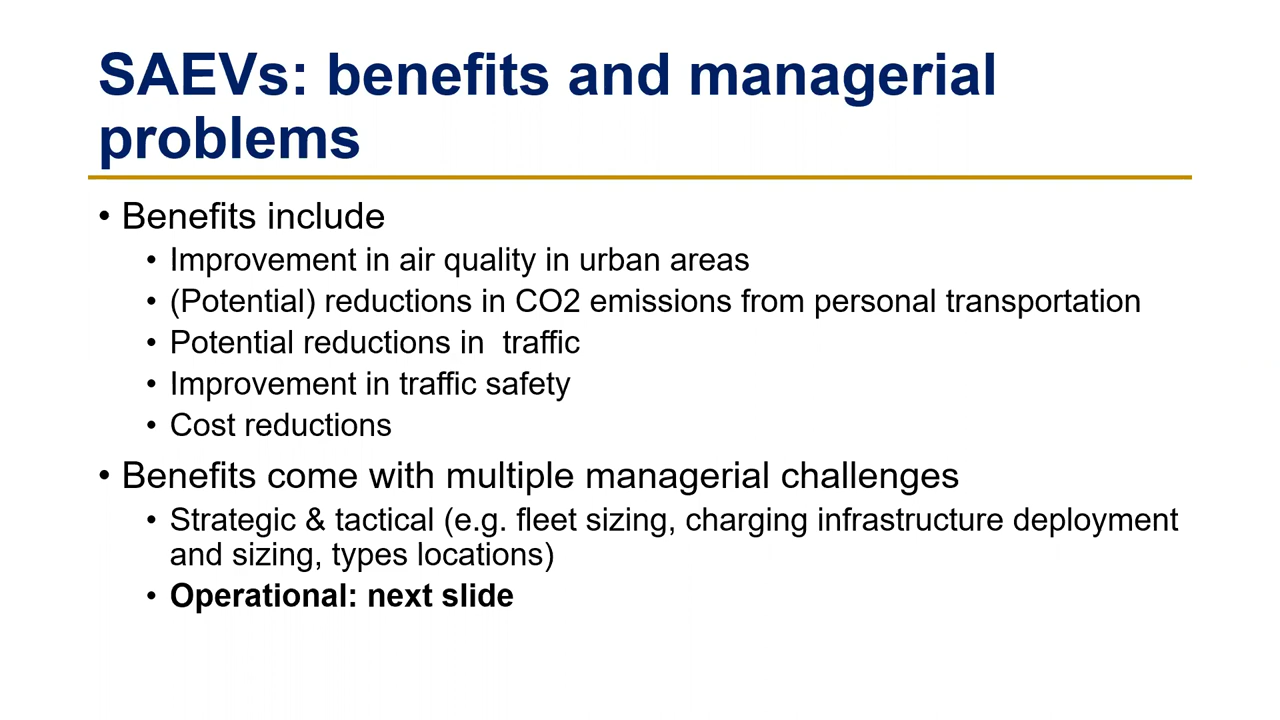 SAEVs: benefits and managerial
problems
• Benefits include
• Improvement in air quality in urban areas
• (Potential) reductions in CO2 emissions from personal transportation
• Potential reductions in  traffic
• Improvement in traffic safety
• Cost reductions
• Benefits come with multiple managerial challenges
• Strategic & tactical (e.g. fleet sizing, charging infrastructure deployment
and sizing, types locations)
• Operational: next slide